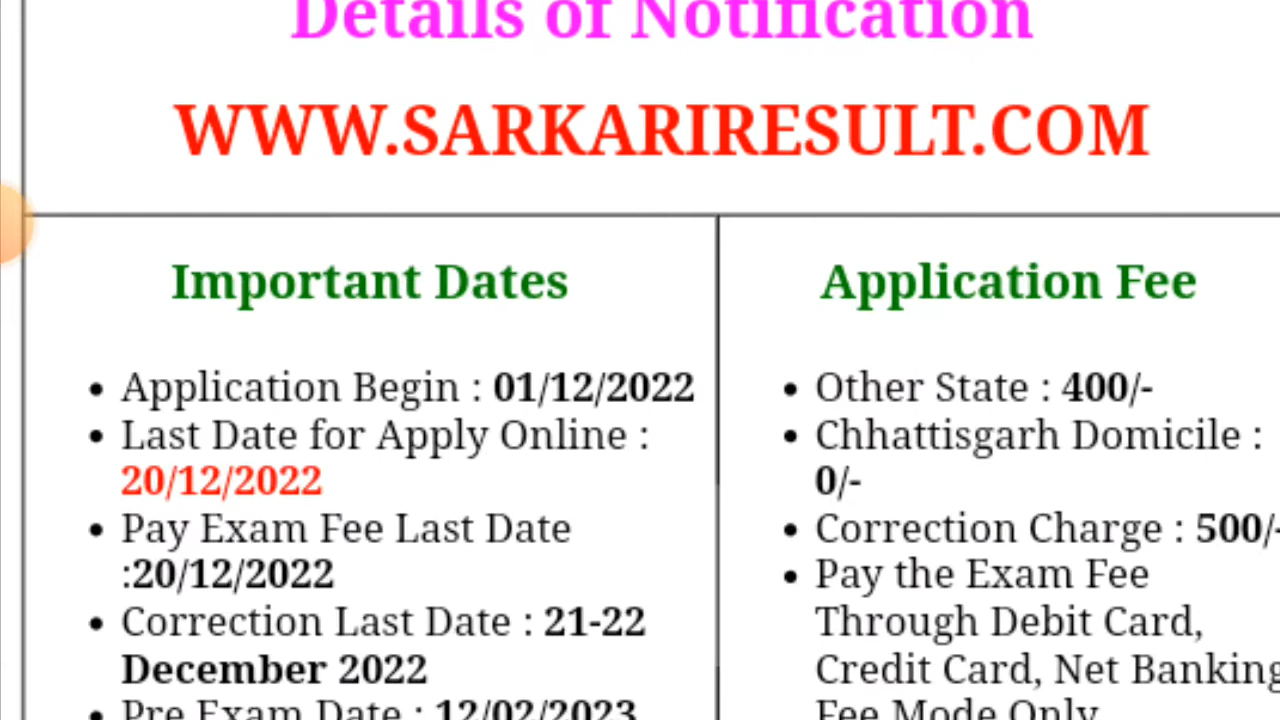 Details of Notification
WWW.SARKARIRESULT.COM
Important Dates
• Application Begin : 01/12/2022
• Last Date for Apply Online :
20/12/2022
• Pay Exam Fee Last Date
:20/12/2022
• Correction Last Date : 21-22
December 2022
• Pre Exam Date : 12/02/2023
Application Fee
• Other State : 400/-
• Chhattisgarh Domicile :
0/-
• Correction Charge : 500/-
• Pay the Exam Fee
Through Debit Card,
Credit Card, Net Banking
Fee Mode Only